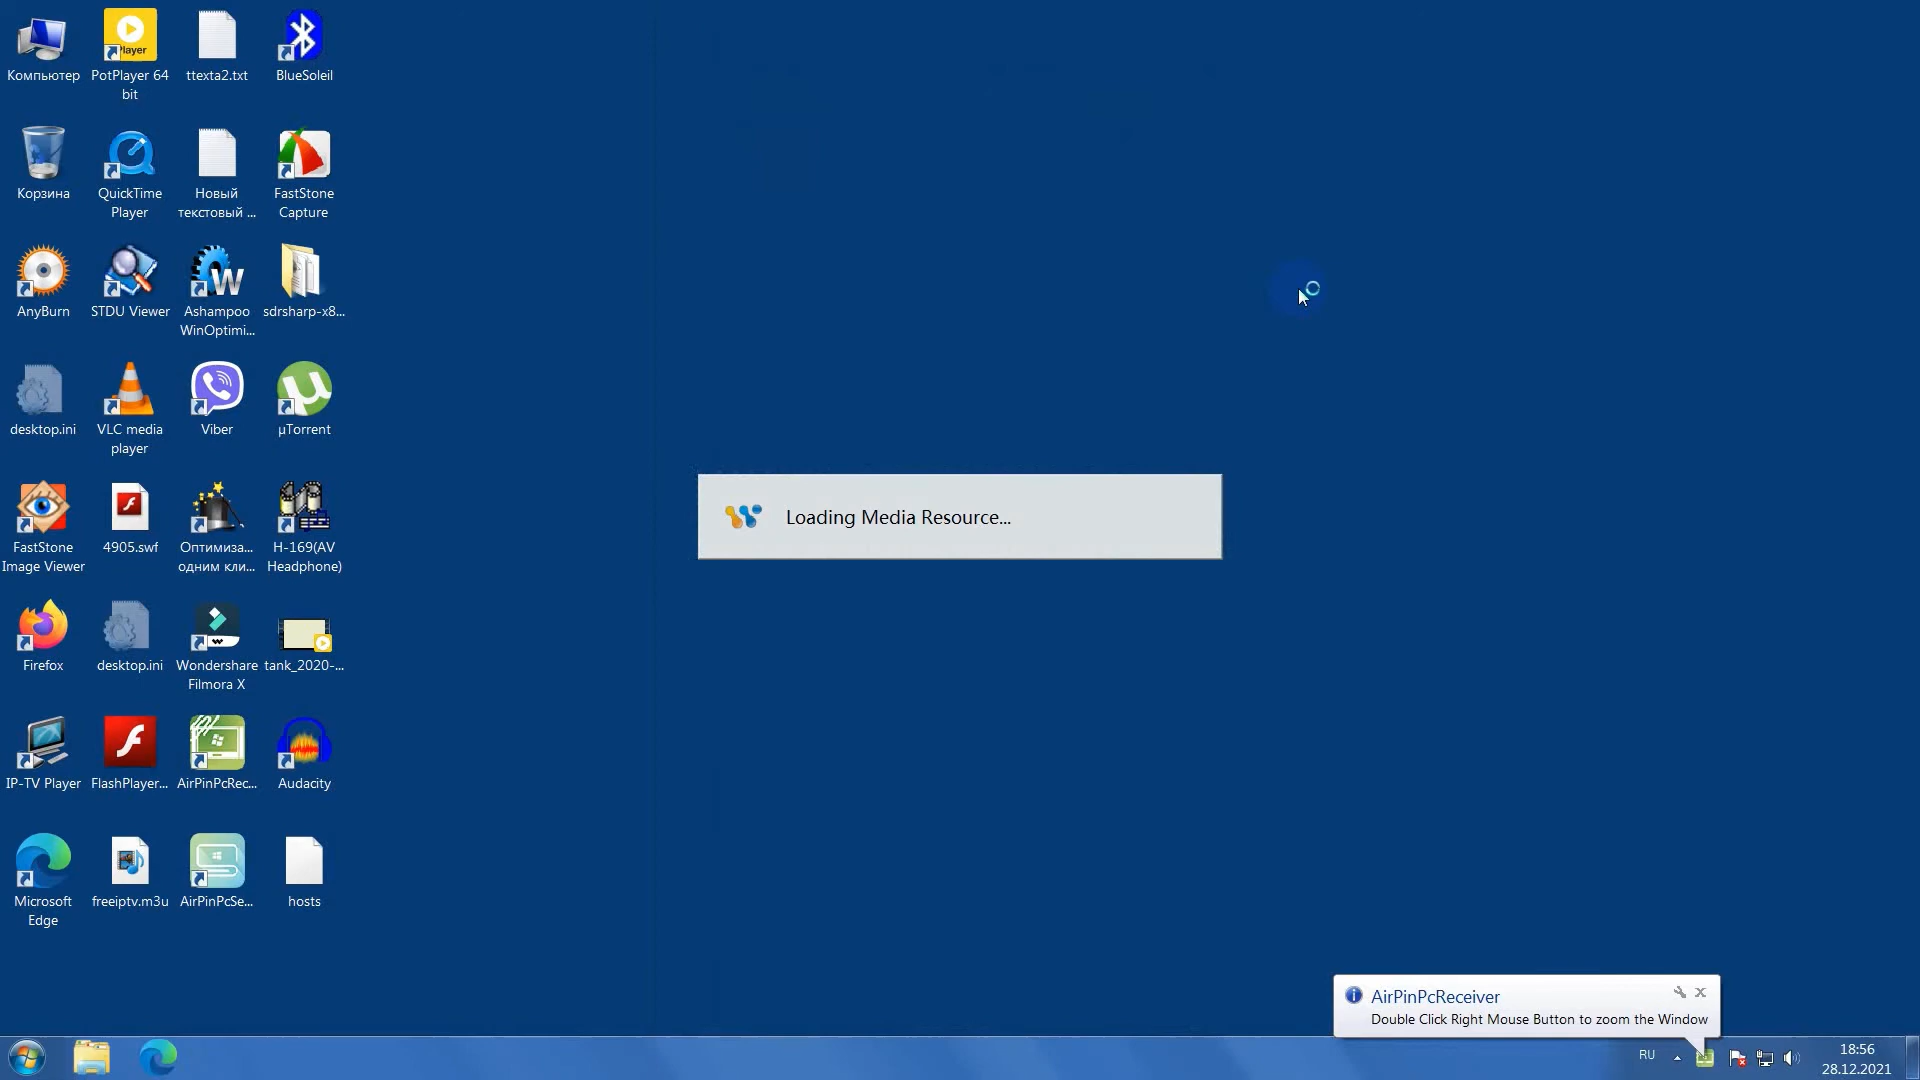 Компьютер
PotPlayer 64
bit
ttexta2.txt
BlueSoleil
Корзина
QuickTime
Player
Новый
текстовый ...
FastStone
Capture
AnyBurn
STDU Viewer
Ashampoo
WinOptimi...
sdrsharp-x8...
desktop.ini
VLC media
player
Viber
µTorrent
FastStone
Image Viewer
4905.swf
Оптимиза...
одним кли...
H-169(AV
Headphone)
Firefox
desktop.ini
Wondershare
Filmora X
tank_2020-...
IP-TV Player
FlashPlayer...
AirPinPcRec...
Audacity
Microsoft
Edge
freeiptv.m3u
AirPinPcSe...
hosts
Player
Loading Media Resource...
AirPinPcReceiver
Double Click Right Mouse Button to zoom the Window
RU
18:56
28.12.2021